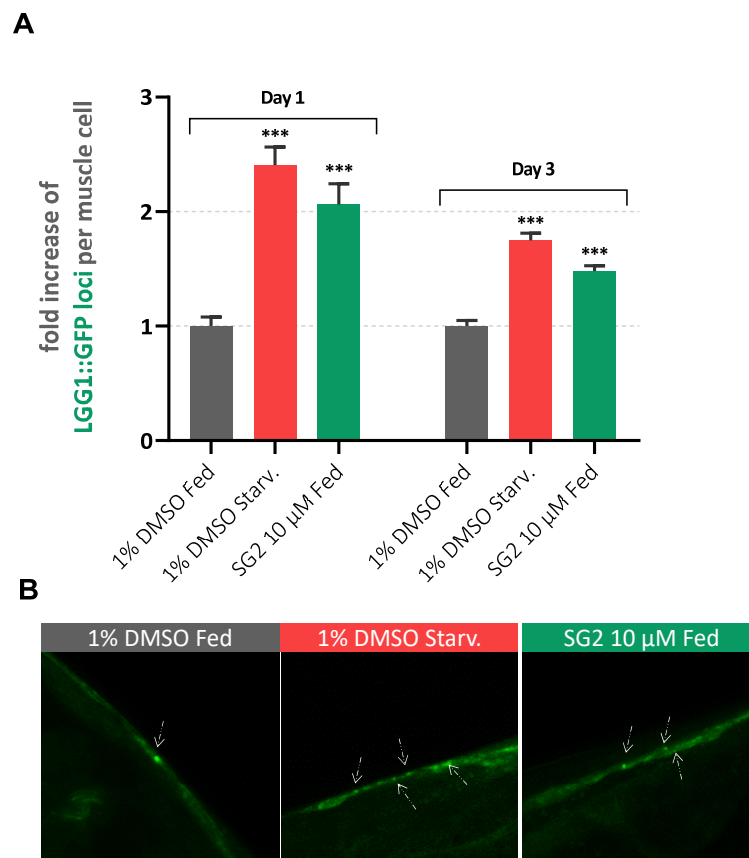 A
fold increase of
LGG1::GFP loci per muscle cell
3
2
1
0
Day 1
***
***
Day 3
***
***
1% DMSO Fed
1% DMSO Starv.
SG2 10 µM Fed
1% DMSO Fed
1% DMSO Starv.
SG2 10 µM Fed
B
1% DMSO Fed
1% DMSO Starv.
SG2 10 µM Fed